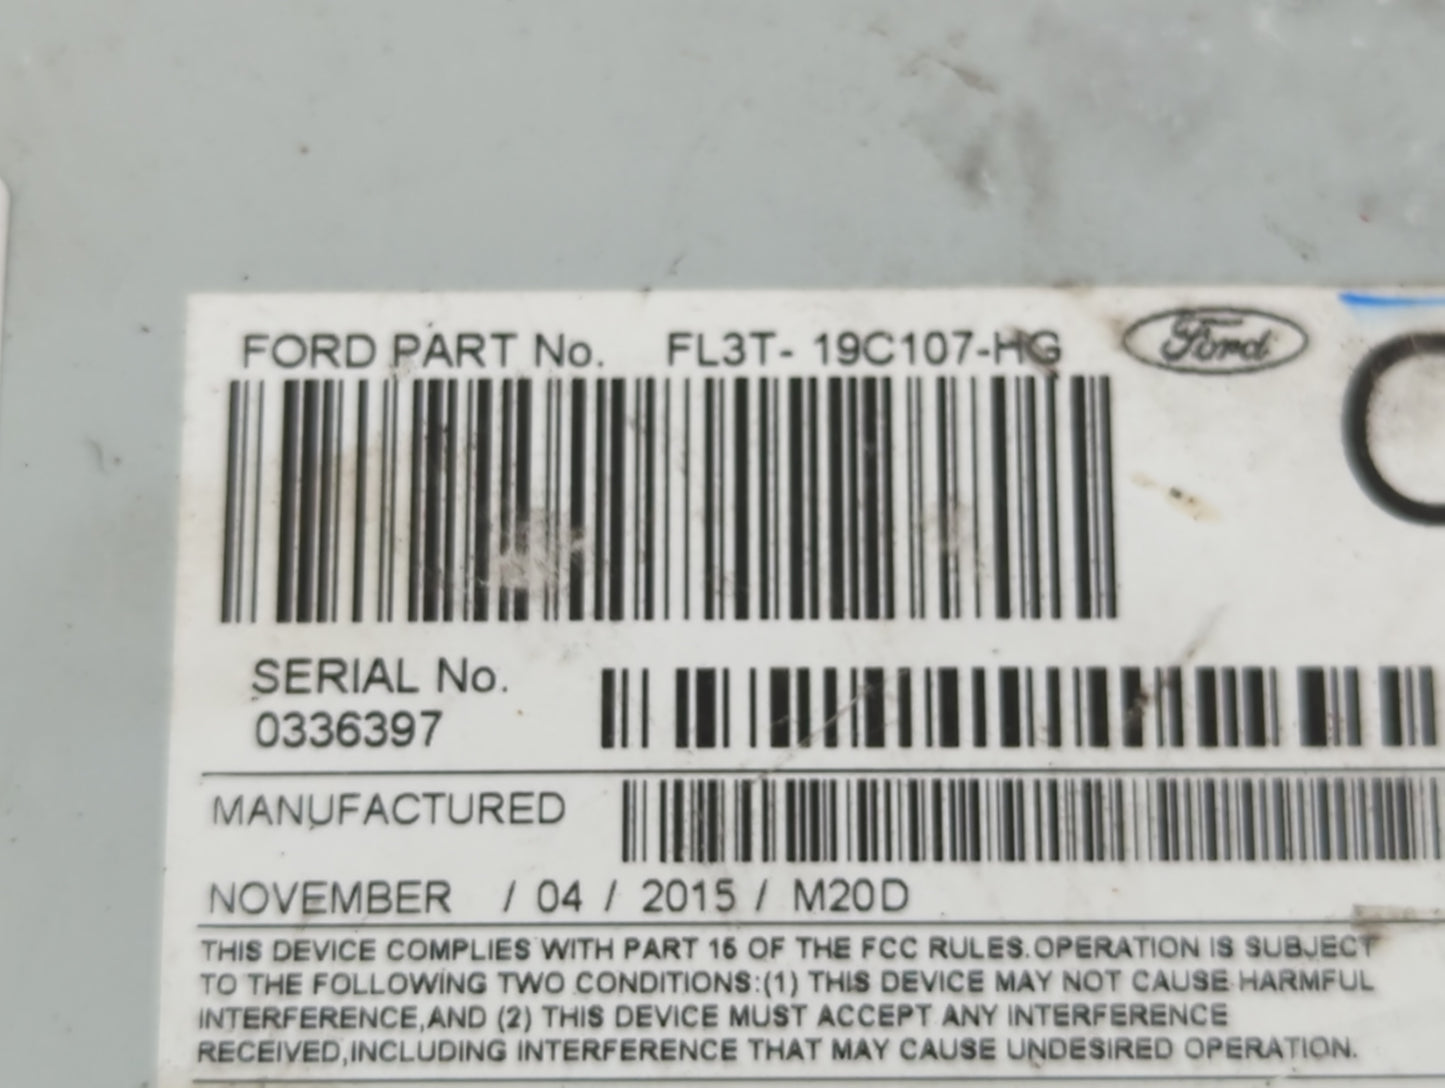 FORD PART No. FL3T- 19C107-HG Ford
SERIAL No.
0336397
MANUFACTURED
NOVEMBER / 04 / 2015 / M20D
THIS DEVICE COMPLIES WITH PART 15 OF THE FCC RULES.OPERATION IS SUBJECT
TO THE FOLLOWING TWO CONDITIONS:(1) THIS DEVICE MAY NOT CAUSE HARMFUL
INTERFERENCE,AND (2) THIS DEVICE MUST ACCEPT ANY INTERFERENCE
RECEIVED,INCLUDING INTERFERENCE THAT MAY CAUSE UNDESIRED OPERATION.